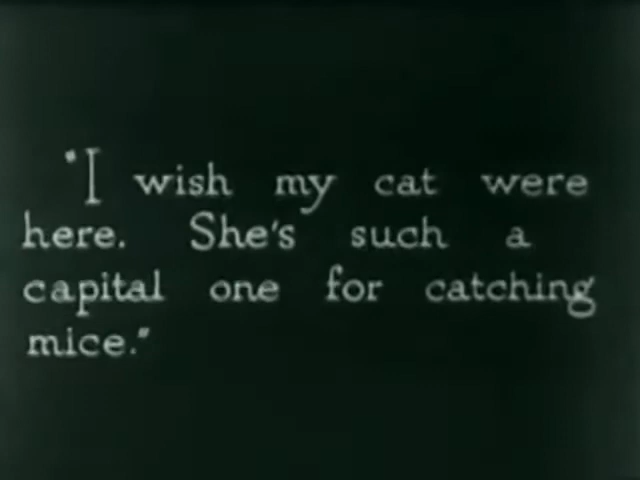 "I wish my cat were
here. She's such a
capital one for catching
mice."